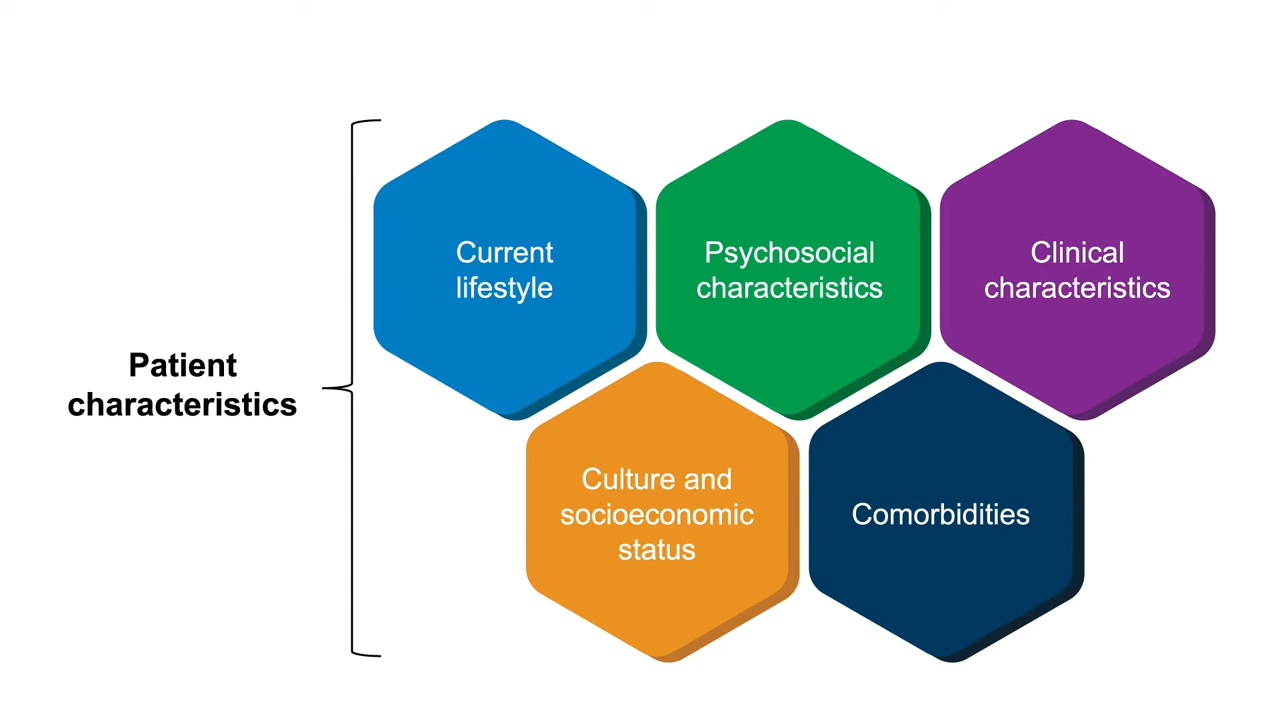 Patient
characteristics
Current
lifestyle
Psychosocial
characteristics
Clinical
characteristics
Culture and
socioeconomic
status
Comorbidities